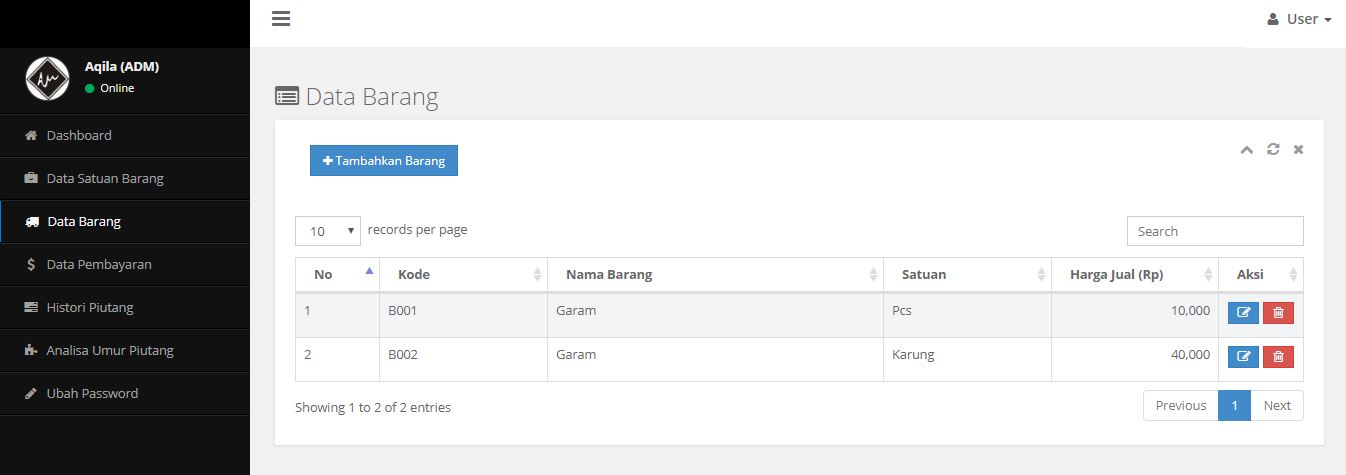 User
Aqila (ADM)
Online
Dashboard
Data Satuan Barang
Data Barang
Data Pembayaran
Histori Piutang
Analisa Umur Piutang
Ubah Password
Data Barang
Tambahkan Barang
10 records per page
Search
No Kode Nama Barang Satuan Harga Jual (Rp) Aksi
1 B001 Garam Pcs 10,000
2 B002 Garam Karung 40,000
Showing 1 to 2 of 2 entries
Previous 1 Next